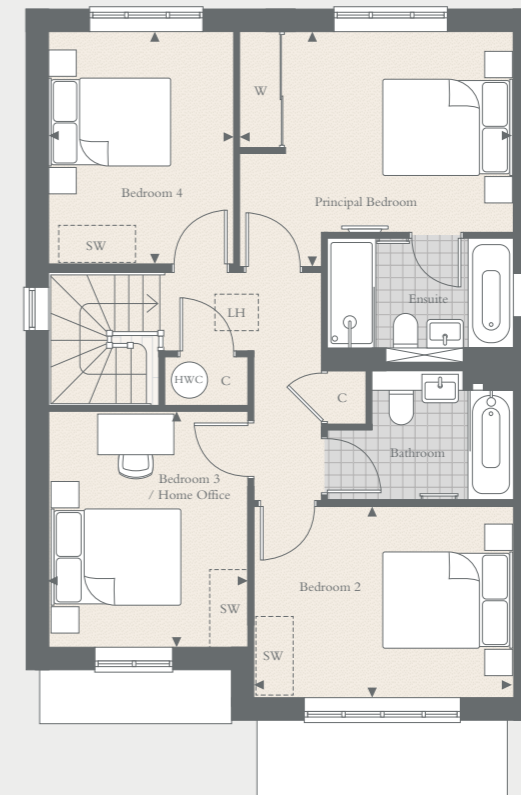 W
Bedroom 4
Principal Bedroom
SW
Ensuite
LH
HWC
C
C
Bathroom
Bedroom 3
/ Home Office
Bedroom 2
SW
SW